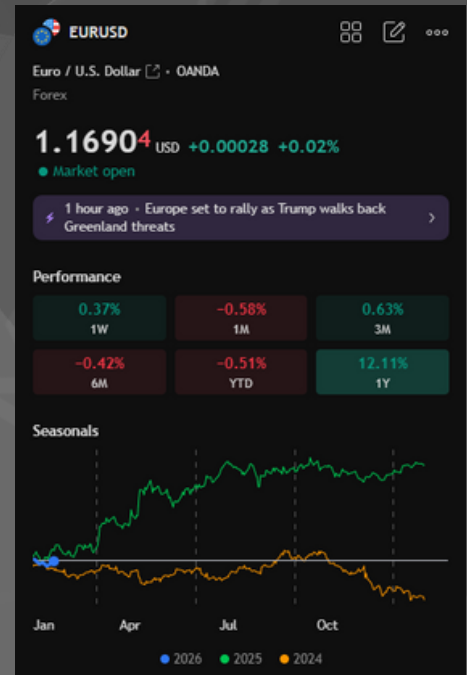 EURUSD
Euro / U.S. Dollar • OANDA
Forex
1.16904 USD +0.00028 +0.02%
Market open
1 hour ago • Europe set to rally as Trump walks back
Greenland threats
Performance
0.37% −0.58% 0.63%
1W 1M 3M
−0.42% −0.51% 12.11%
6M YTD 1Y
Seasonals
Jan Apr Jul Oct
2026 2025 2024